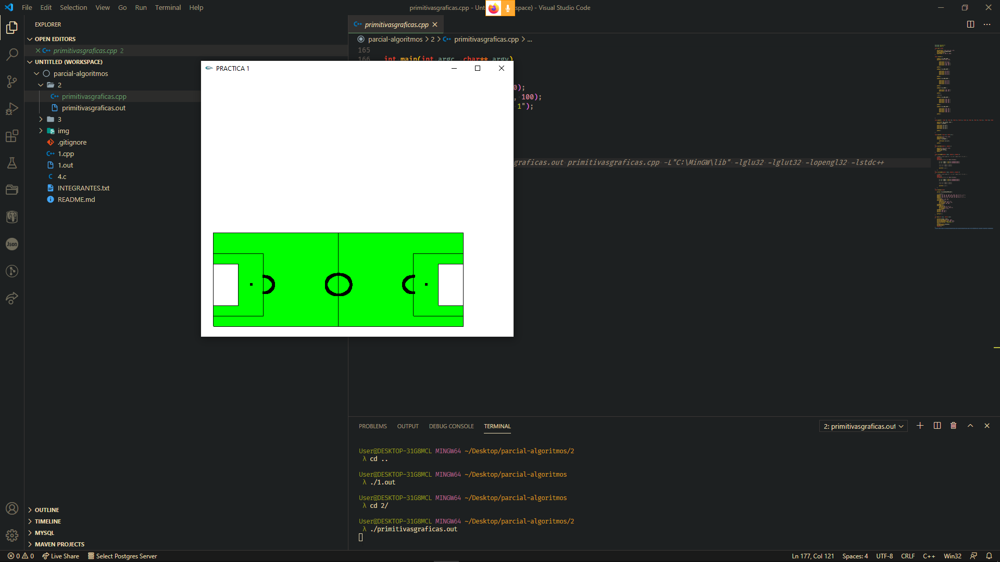 File Edit Selection View Go Run Terminal Help
primitivasgraficas.cpp - Unt space) - Visual Studio Code
EXPLORER
OPEN EDITORS
primitivasgraficas.cpp 2
UNTITLED (WORKSPACE)
parcial-algoritmos
2
primitivasgraficas.cpp
primitivasgraficas.out
3
img
.gitignore
1.cpp
1.out
4.c
INTEGRANTES.txt
README.md
OUTLINE
TIMELINE
MYSQL
MAVEN PROJECTS
Json
primitivasgraficas.cpp
parcial-algoritmos > 2 > primitivasgraficas.cpp > ...
165
166 int main(int argc, char** argv)
0);
, 100);
1");
graficas.out primitivasgraficas.cpp -L"C:\MinGW\lib" -lglu32 -lglut32 -lopengl32 -lstdc++
PRACTICA 1
PROBLEMS OUTPUT DEBUG CONSOLE TERMINAL
2: primitivasgraficas.out
User@DESKTOP-31G8MCL MINGW64 ~/Desktop/parcial-algoritmos/2
λ cd ..
User@DESKTOP-31G8MCL MINGW64 ~/Desktop/parcial-algoritmos
λ ./1.out
User@DESKTOP-31G8MCL MINGW64 ~/Desktop/parcial-algoritmos
λ cd 2/
User@DESKTOP-31G8MCL MINGW64 ~/Desktop/parcial-algoritmos/2
λ ./primitivasgraficas.out
0 0 Live Share Select Postgres Server
Ln 177, Col 121 Spaces: 4 UTF-8 CRLF C++ Win32